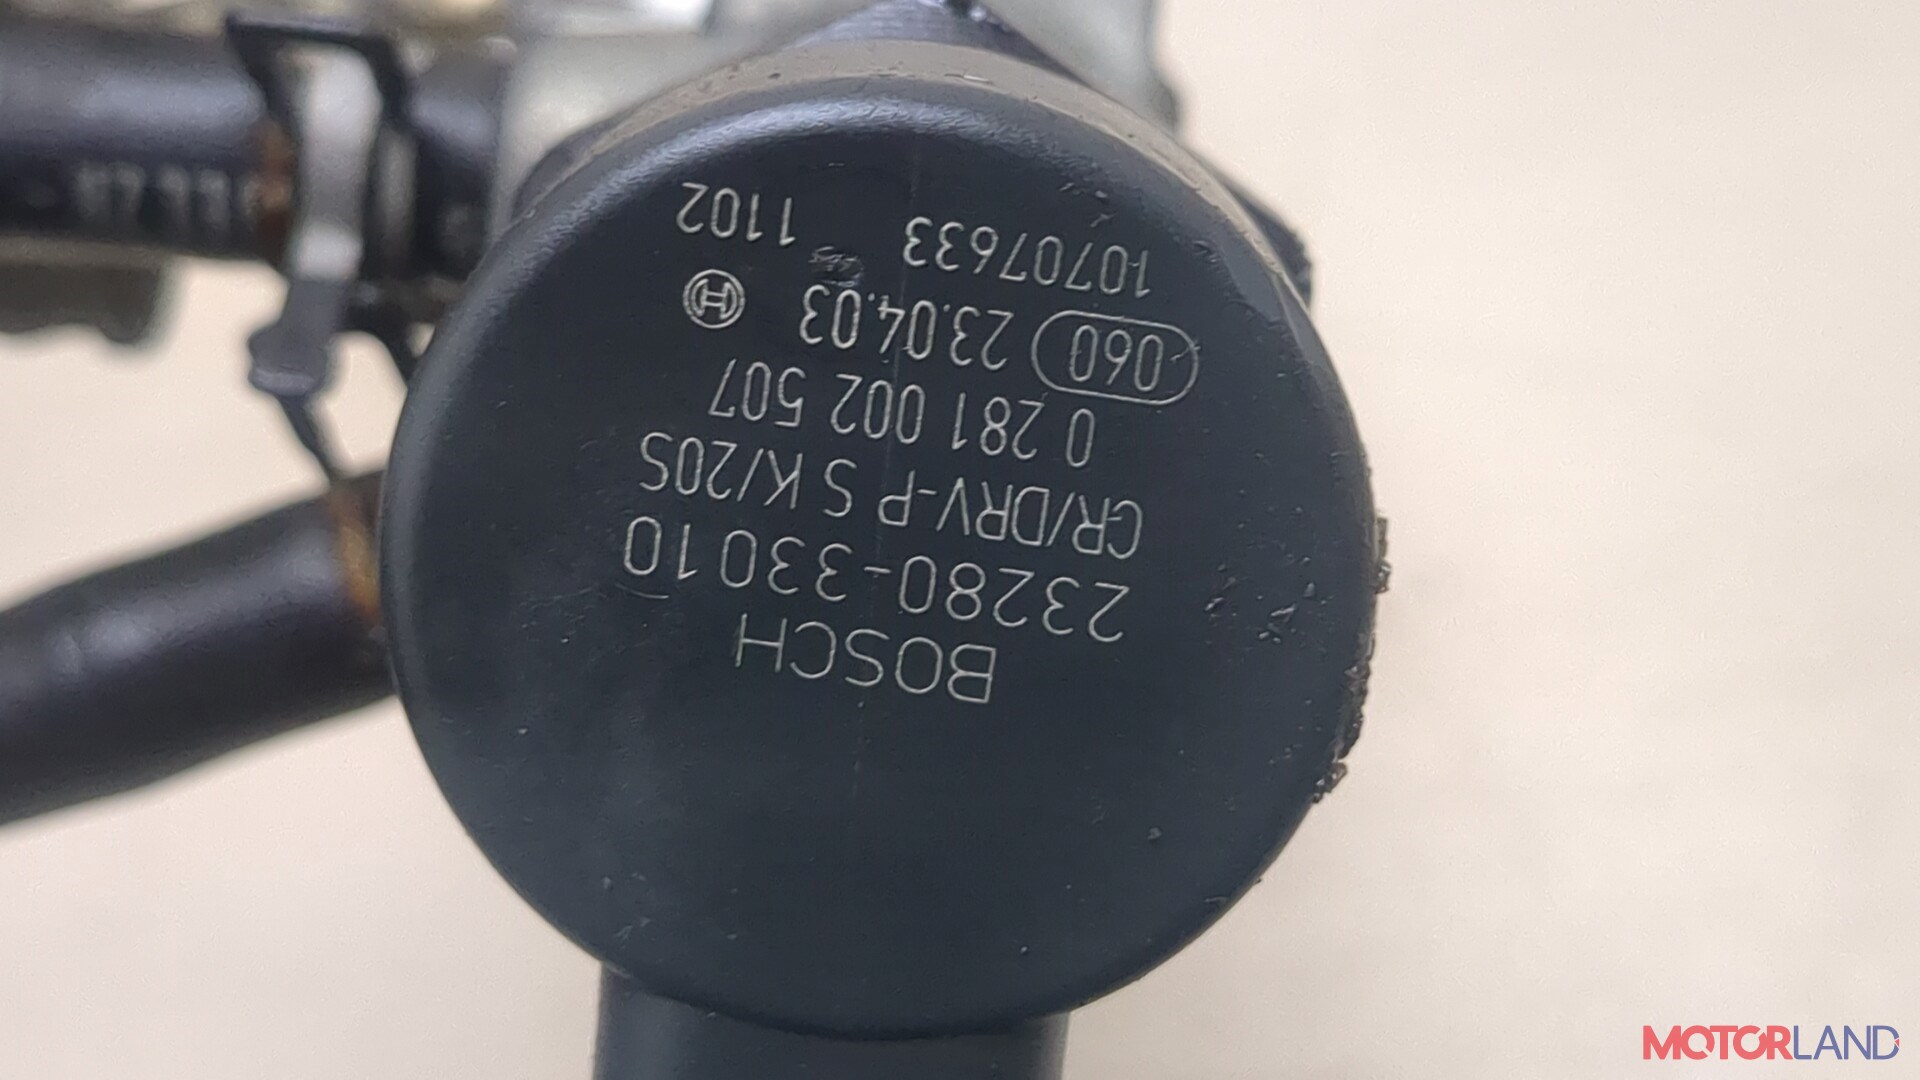 BOSCH
23280-33010
CR/DRV-P S K/20S
0 281 002 507
060 23.04.03
10707633 1102
MOTORLAND